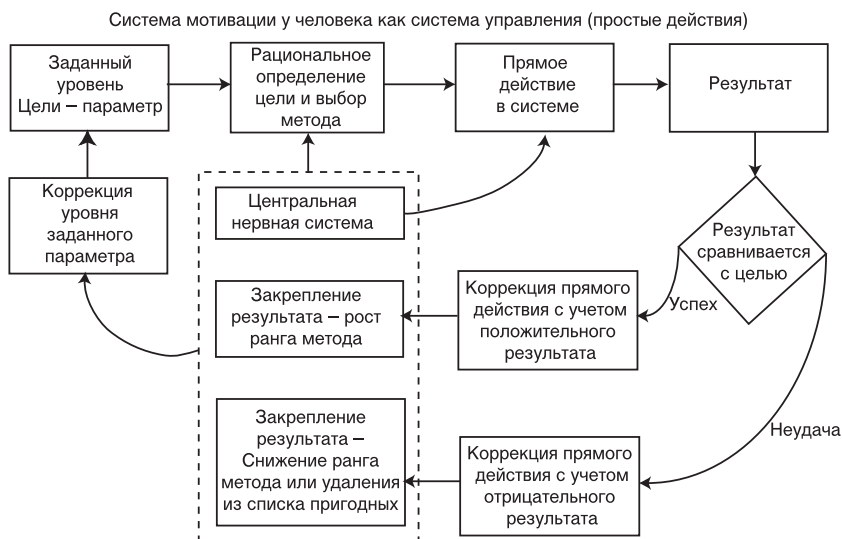 Система мотивации у человека как система управления (простые действия)
Заданный
уровень
Цели – параметр
Рациональное
определение
цели и выбор
метода
Прямое
действие
в системе
Результат
Коррекция
уровня
заданного
параметра
Центральная
нервная система
Результат
сравнивается
с целью
Закрепление
результата – рост
ранга метода
Коррекция прямого
действия с учетом
положительного
результата
Успех
Закрепление
результата –
Снижение ранга
метода или удаления
из списка пригодных
Коррекция прямого
действия с учетом
отрицательного
результата
Неудача